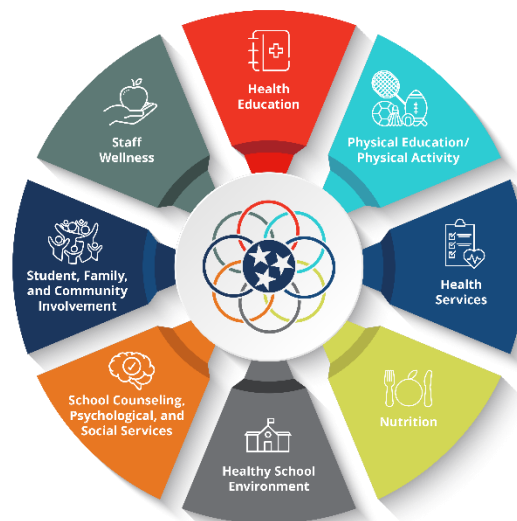 Health
Education
Physical Education/
Physical Activity
Health
Services
Nutrition
Healthy School
Environment
School Counseling,
Psychological, and
Social Services
Student, Family,
and Community
Involvement
Staff
Wellness